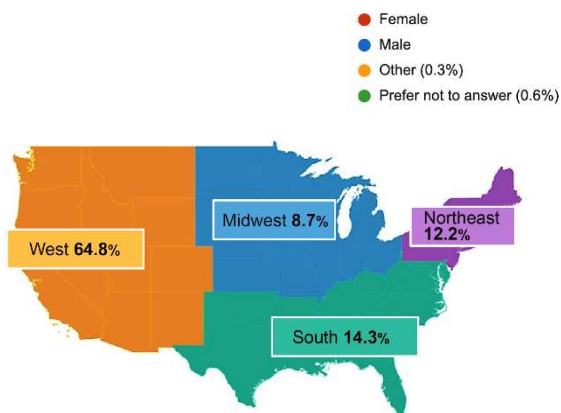 Female
Male
Other (0.3%)
Prefer not to answer (0.6%)
Midwest 8.7%
Northeast
12.2%
West 64.8%
South 14.3%